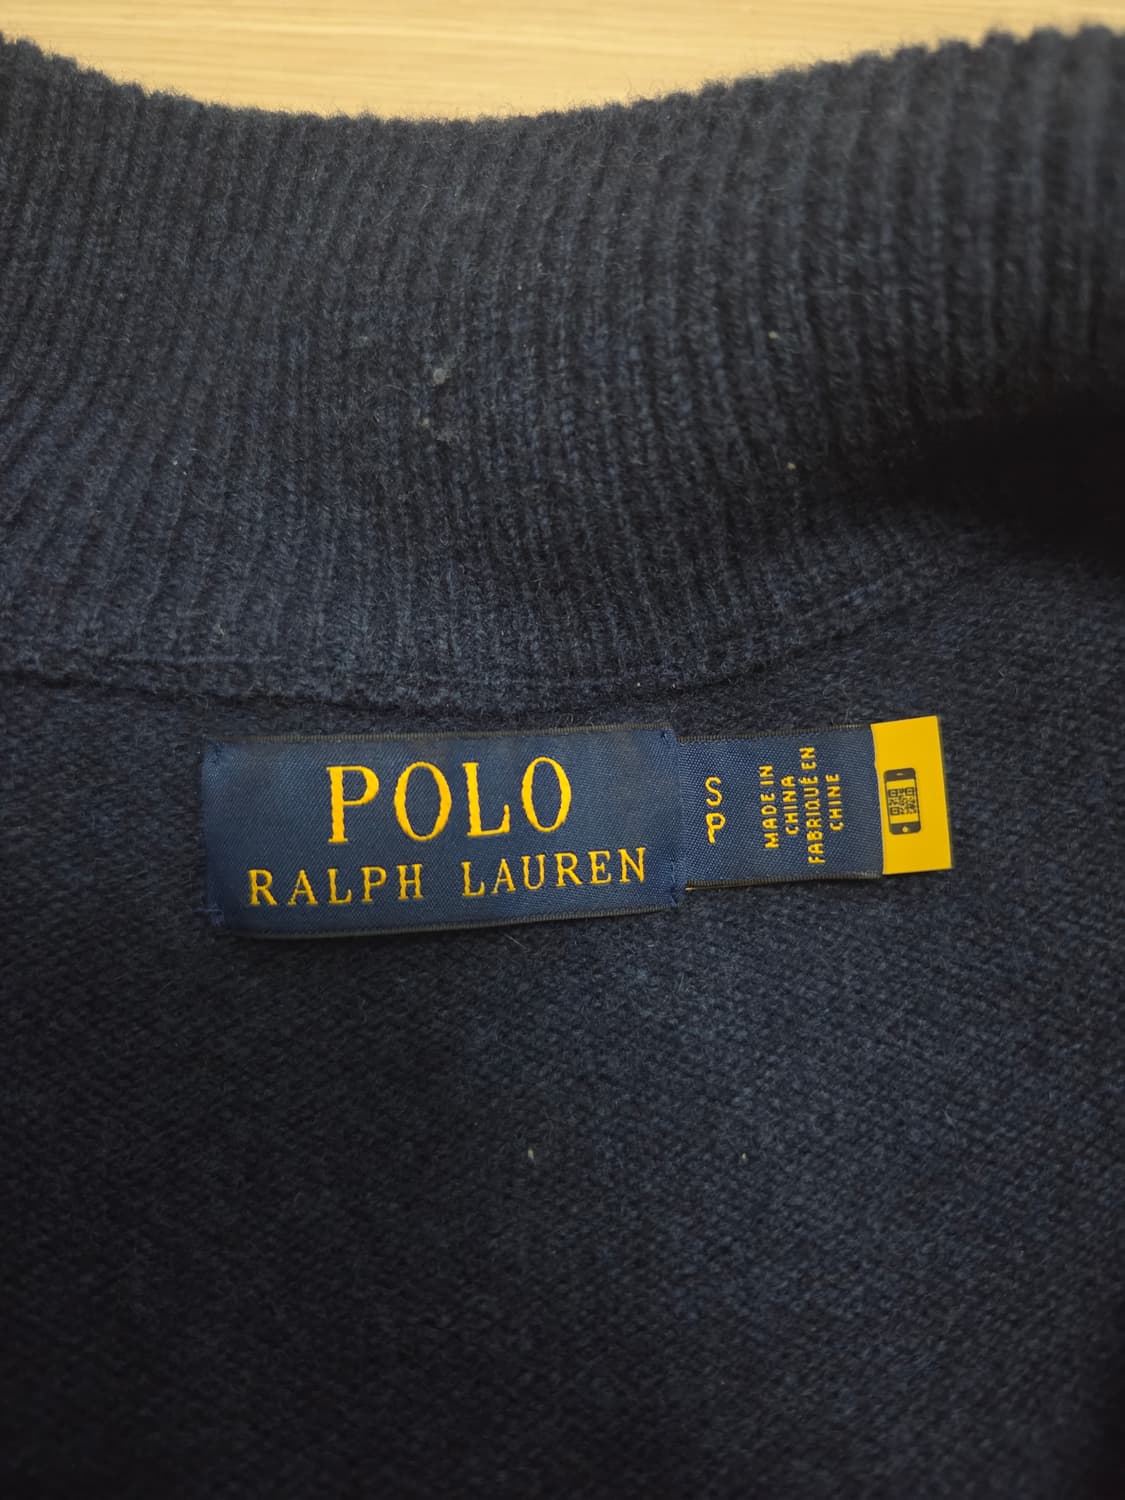 POLO
RALPH LAUREN
S
P
MADE IN
CHINA
FABRIQUÉ EN
CHINE